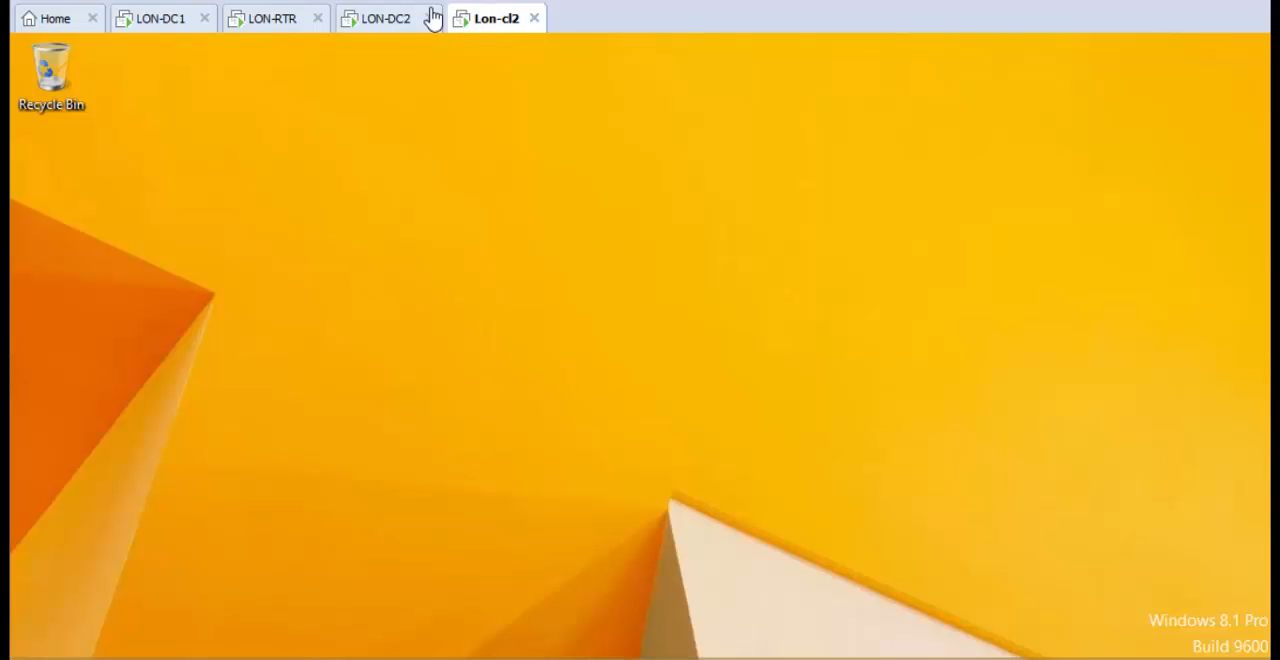 Home LON-DC1 LON-RTR LON-DC2 Lon-cl2
Recycle Bin
Windows 8.1 Pro
Build 9600